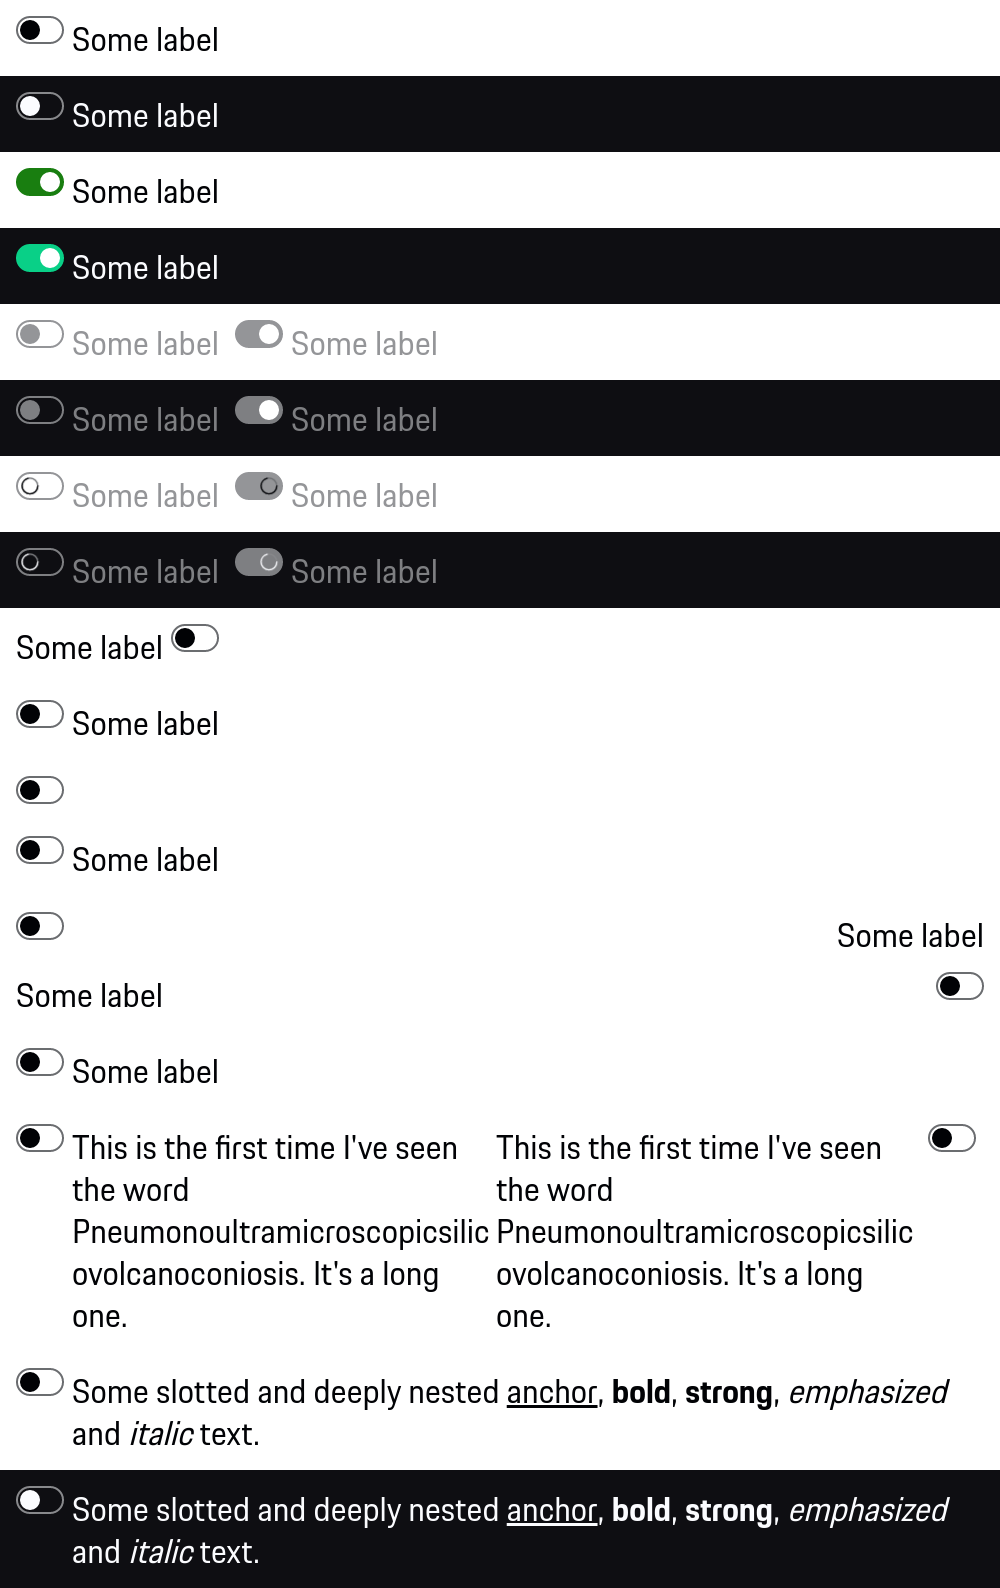 Some label
Some label
Some label
Some label
Some label Some label
Some label Some label
Some label Some label
Some label Some label
Some label
Some label
Some label
Some label
Some label
Some label
This is the first time I've seen
the word
Pneumonoultramicroscopicsilic
ovolcanoconiosis. It's a long
one.
This is the first time I've seen
the word
Pneumonoultramicroscopicsilic
ovolcanoconiosis. It's a long
one.
Some slotted and deeply nested anchor, bold, strong, emphasized
and italic text.
Some slotted and deeply nested anchor, bold, strong, emphasized
and italic text.